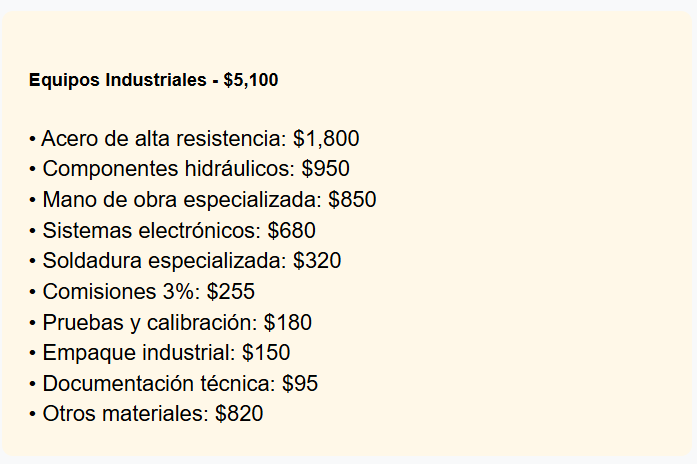 Equipos Industriales - $5,100
• Acero de alta resistencia: $1,800
• Componentes hidráulicos: $950
• Mano de obra especializada: $850
• Sistemas electrónicos: $680
• Soldadura especializada: $320
• Comisiones 3%: $255
• Pruebas y calibración: $180
• Empaque industrial: $150
• Documentación técnica: $95
• Otros materiales: $820